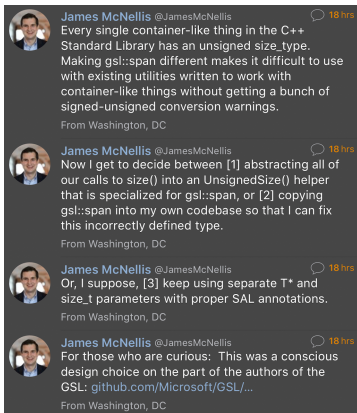 James McNellis @JamesMcNellis 18 hrs
Every single container-like thing in the C++
Standard Library has an unsigned size_type.
Making gsl::span different makes it difficult to use
with existing utilities written to work with
container-like things without getting a bunch of
signed-unsigned conversion warnings.
From Washington, DC
James McNellis @JamesMcNellis 18 hrs
Now I get to decide between [1] abstracting all
of our calls to size() into an UnsignedSize() helper
that is specialized for gsl::span, or [2] copying
gsl::span into my own codebase so that I can fix
this incorrectly defined type.
From Washington, DC
James McNellis @JamesMcNellis 18 hrs
Or, I suppose, [3] keep using separate T* and
size_t parameters with proper SAL annotations.
From Washington, DC
James McNellis @JamesMcNellis 18 hrs
For those who are curious: This was a conscious
design choice on the part of the authors of the
GSL: github.com/Microsoft/GSL/...
From Washington, DC